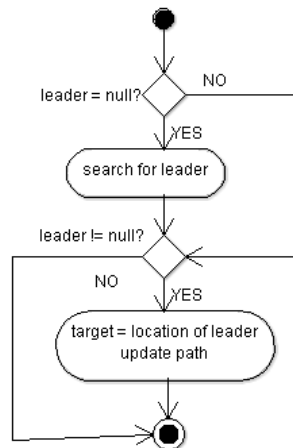 leader = null?
NO
YES
search for leader
leader != null?
NO
YES
target = location of leader
update path